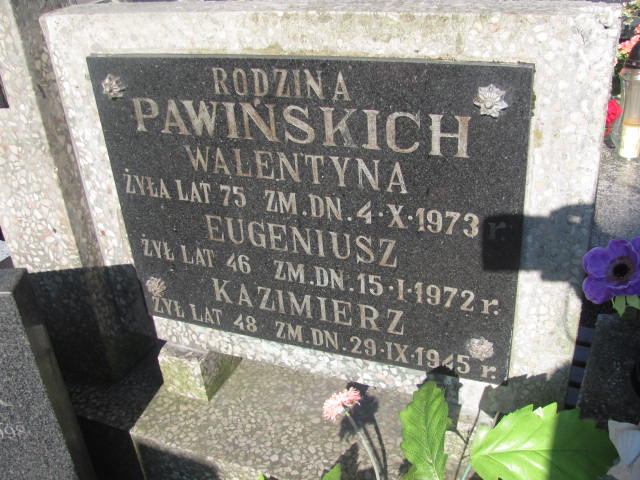 RODZINA
PAWIŃSKICH
WALENTYNA
ŻYŁA LAT 75 ZM. DN. 4·X·1973 r
EUGENIUSZ
ŻYŁ LAT 46 ZM. DN. 15·I·1972 r.
KAZIMIERZ
ŻYŁ LAT 48 ZM. DN. 29·IX·1945 r.